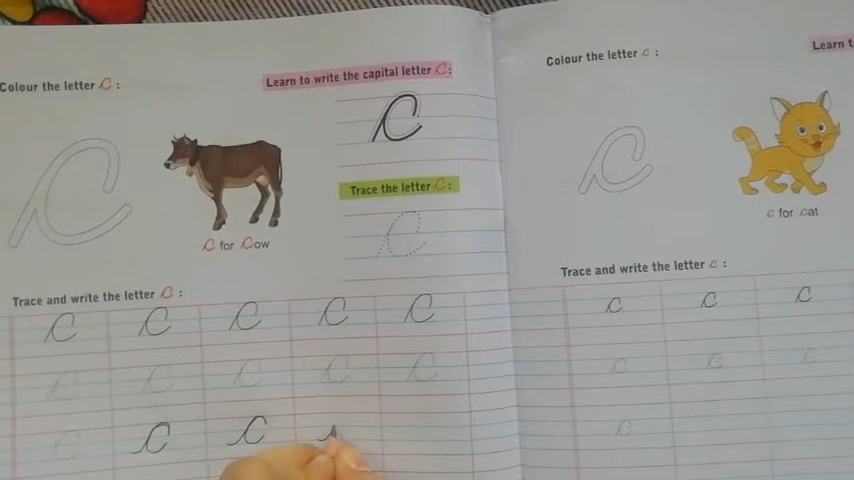 Colour the letter C :
Learn to write the capital letter C :
C
C
Trace the letter C :
C
C for Cow
Trace and write the letter C :
C C C C C
C C C C C
C C C
Colour the letter c :
Learn t
c
c for cat
Trace and write the letter c :
c c c
c c c
c